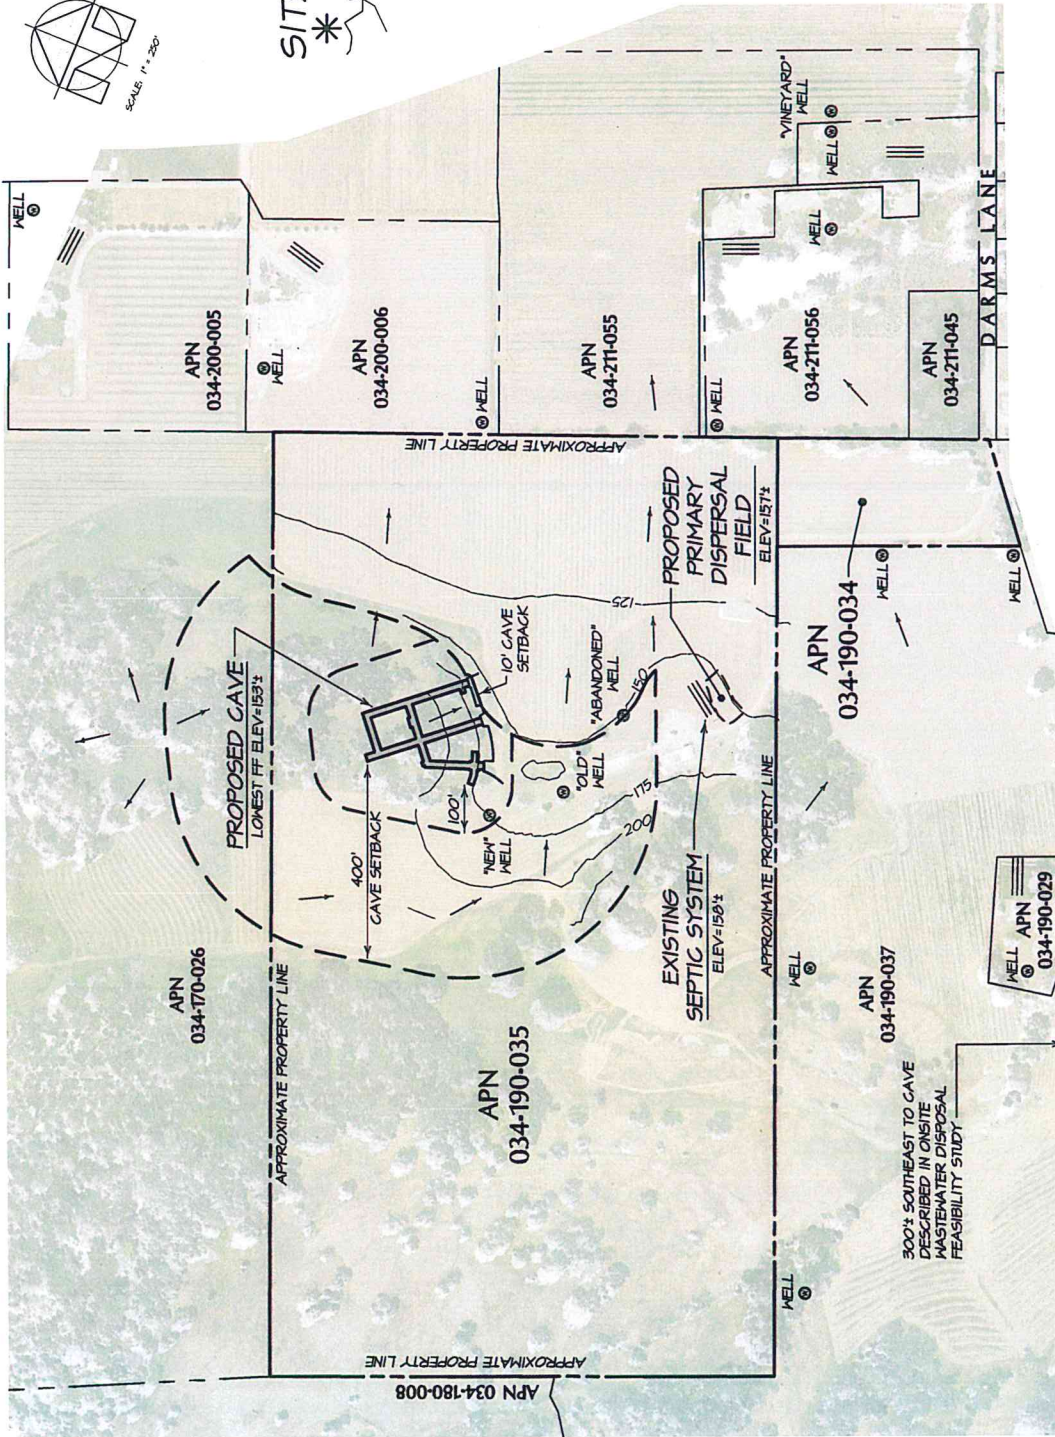 SCALE: 1" = 250'
SIT
WELL
APN
034-200-005
WELL
APN
034-200-006
WELL
APN
034-211-055
"VINEYARD"
WELL
WELL
WELL
WELL
APN
034-211-056
APN
034-211-045
DARMS LANE
APPROXIMATE PROPERTY LINE
PROPOSED CAVE
LOWEST FF ELEV=153'±
400'
CAVE SETBACK
100'
10' CAVE
SETBACK
"NEW"
WELL
"OLD"
WELL
"ABANDONED"
WELL
125
150
175
200
PROPOSED
PRIMARY
DISPERSAL
FIELD
ELEV=157'±
EXISTING
SEPTIC SYSTEM
ELEV=158'±
APN
034-190-034
WELL
WELL
APN
034-170-026
APPROXIMATE PROPERTY LINE
APN
034-190-035
APPROXIMATE PROPERTY LINE
WELL
APN
034-190-037
WELL
APN
034-190-029
WELL
300'± SOUTHEAST TO CAVE
DESCRIBED IN ONSITE
WASTEWATER DISPOSAL
FEASIBILITY STUDY
APPROXIMATE PROPERTY LINE
APN 034-180-008